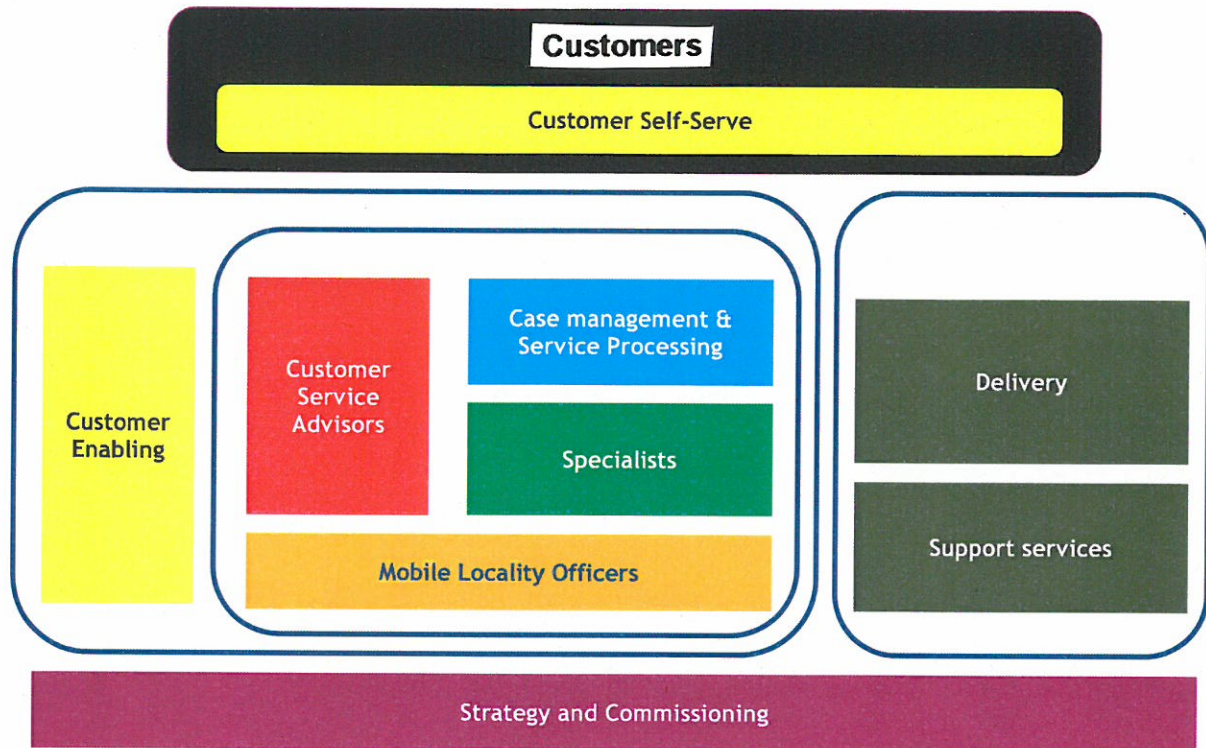 Customers
Customer Self-Serve
Customer
Enabling
Customer
Service
Advisors
Case management &
Service Processing
Specialists
Mobile Locality Officers
Delivery
Support services
Strategy and Commissioning